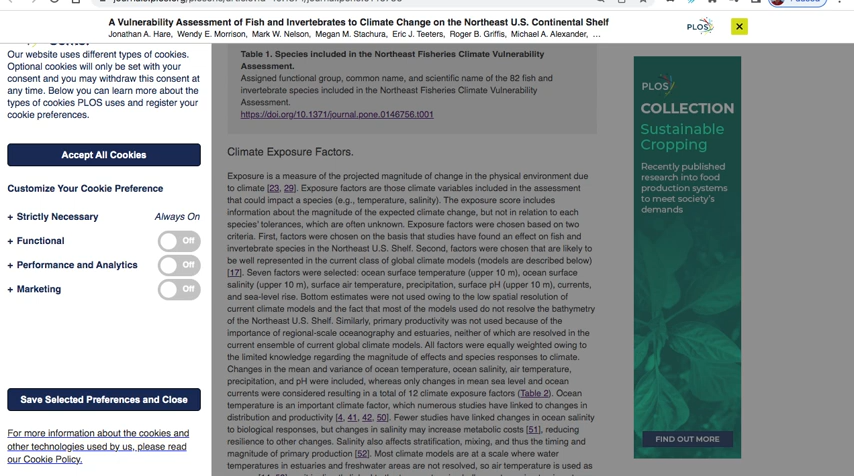 A Vulnerability Assessment of Fish and Invertebrates to Climate Change on the Northeast U.S. Continental Shelf
Jonathan A. Hare, Wendy E. Morrison, Mark W. Nelson, Megan M. Stachura, Eric J. Teeters, Roger B. Griffis, Michael A. Alexander, …
PLOS
Our website uses different types of cookies.
Optional cookies will only be set with your
consent and you may withdraw this consent at
any time. Below you can learn more about the
types of cookies PLOS uses and register your
cookie preferences.
Accept All Cookies
Customize Your Cookie Preference
+ Strictly Necessary Always On
+ Functional Off
+ Performance and Analytics Off
+ Marketing Off
Save Selected Preferences and Close
For more information about the cookies and
other technologies used by us, please read
our Cookie Policy.
Table 1. Species included in the Northeast Fisheries Climate Vulnerability
Assessment.
Assigned functional group, common name, and scientific name of the 82 fish and
invertebrate species included in the Northeast Fisheries Climate Vulnerability
Assessment.
https://doi.org/10.1371/journal.pone.0146756.t001
Climate Exposure Factors.
Exposure is a measure of the projected magnitude of change in the physical environment due
to climate [23, 29]. Exposure factors are those climate variables included in the assessment
that could impact a species (e.g., temperature, salinity). The exposure score includes
information about the magnitude of the expected climate change, but not in relation to each
species' tolerances, which are often unknown. Exposure factors were chosen based on two
criteria. First, factors were chosen on the basis that studies have found an effect on fish and
invertebrate species in the Northeast U.S. Shelf. Second, factors were chosen that are likely to
be well represented in the current class of global climate models (models are described below)
[17]. Seven factors were selected: ocean surface temperature (upper 10 m), ocean surface
salinity (upper 10 m), surface air temperature, precipitation, surface pH (upper 10 m), currents,
and sea-level rise. Bottom estimates were not used owing to the low spatial resolution of
current climate models and the fact that most of the models used do not resolve the bathymetry
of the Northeast U.S. Shelf. Similarly, primary productivity was not used because of the
importance of regional-scale oceanography and estuaries, neither of which are resolved in the
current ensemble of current global climate models. All factors were equally weighted owing to
the limited knowledge regarding the magnitude of effects and species responses to climate.
Changes in the mean and variance of ocean temperature, ocean salinity, air temperature,
precipitation, and pH were included, whereas only changes in mean sea level and ocean
currents were considered resulting in a total of 12 climate exposure factors (Table 2). Ocean
temperature is an important climate factor, which numerous studies have linked to changes in
distribution and productivity [4, 41, 42, 50]. Fewer studies have linked changes in ocean salinity
to biological responses, but changes in salinity may increase metabolic costs [51], reducing
resilience to other changes. Salinity also affects stratification, mixing, and thus the timing and
magnitude of primary production [52]. Most climate models are at a scale where water
temperatures in estuaries and freshwater areas are not resolved, so air temperature is used as
PLOS
COLLECTION
Sustainable
Cropping
Recently published
research into food
production systems
to meet society's
demands
FIND OUT MORE